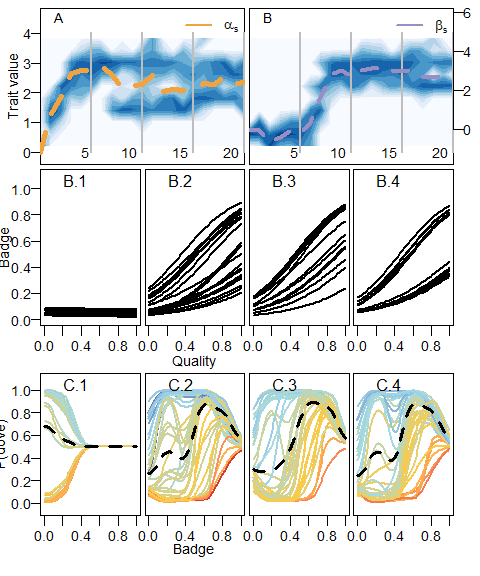 A
αs
B
βs
Trait value
4
3
2
1
0
5
10
15
20
5
10
15
20
6
4
2
0
B.1
B.2
B.3
B.4
Badge
1.0
0.8
0.6
0.4
0.2
0.0
0.0 0.4 0.8
0.0 0.4 0.8
0.0 0.4 0.8
0.0 0.4 0.8
Quality
C.1
C.2
C.3
C.4
P(dove)
1.0
0.8
0.6
0.4
0.2
0.0
0.0 0.4 0.8
0.0 0.4 0.8
0.0 0.4 0.8
0.0 0.4 0.8
Badge